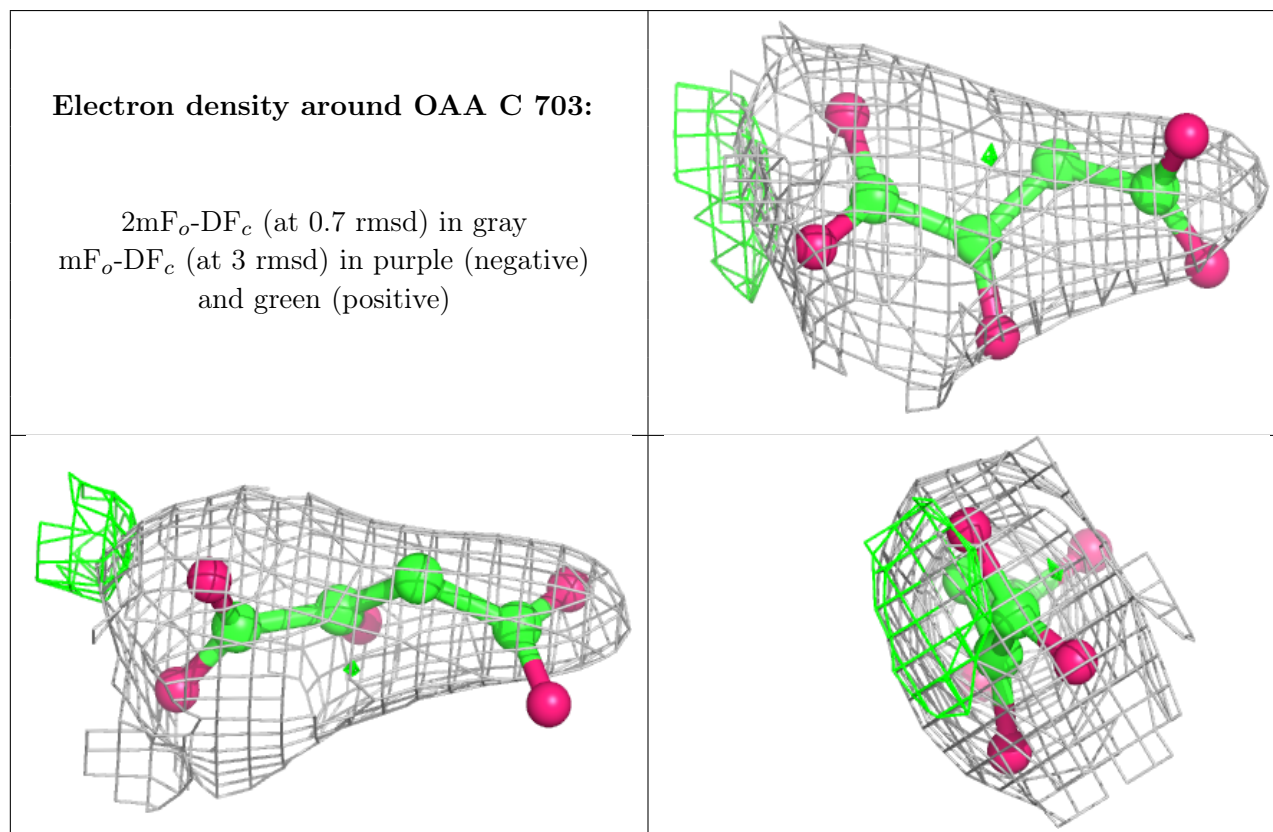 Electron density around OAA C 703:
2mFo-DFc (at 0.7 rmsd) in gray
mFo-DFc (at 3 rmsd) in purple (negative)
and green (positive)